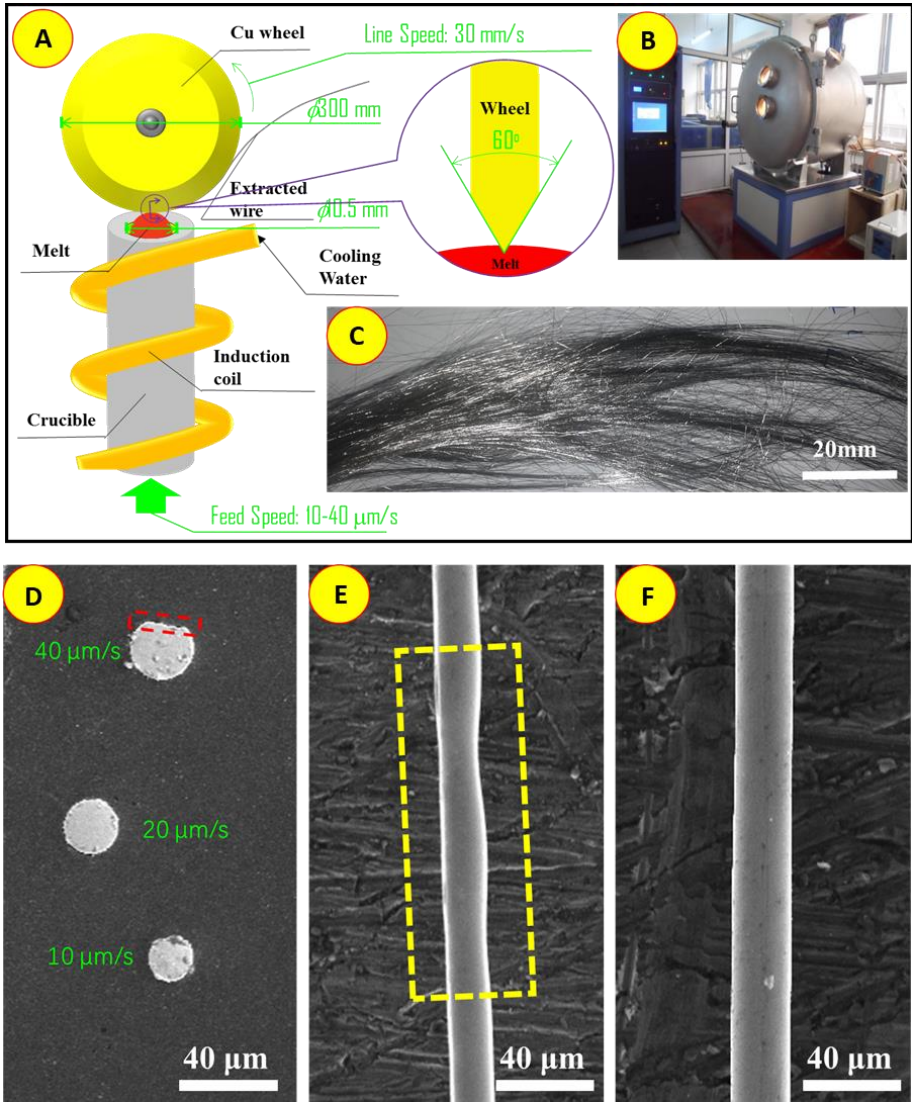 A
Cu wheel
Line Speed: 30 mm/s
ϕ300 mm
Extracted
wire
ϕ10.5 mm
Melt
Cooling
Water
Induction
coil
Crucible
Feed Speed: 10-40 μm/s
Wheel
60°
Melt
B
C
20mm
D
40 μm/s
20 μm/s
10 μm/s
40 μm
E
40 μm
F
40 μm